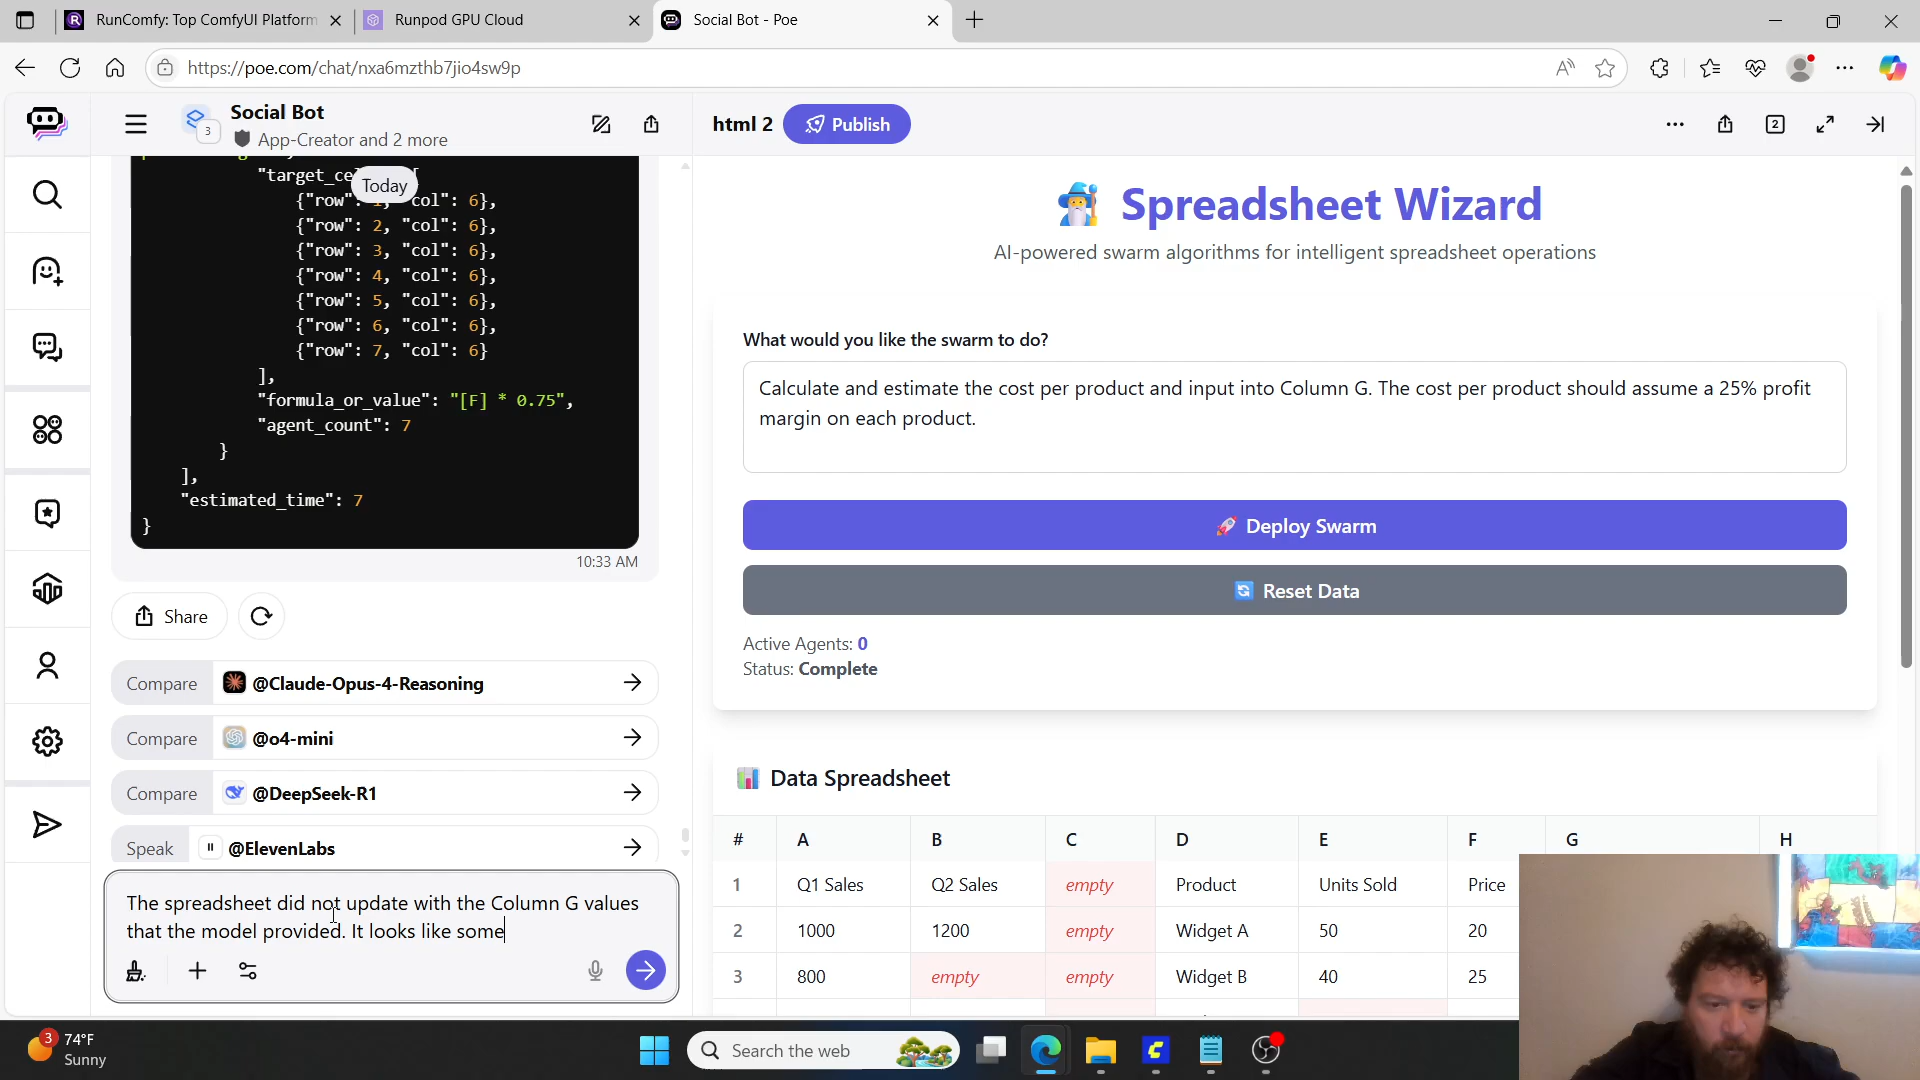 RunComfy: Top ComfyUI Platform
Runpod GPU Cloud
Social Bot - Poe
https://poe.com/chat/nxa6mzthb7jio4sw9p
3
Social Bot
App-Creator and 2 more
html 2
Publish
2
"target_ce
Today
{"row": 1, "col": 6},
{"row": 2, "col": 6},
{"row": 3, "col": 6},
{"row": 4, "col": 6},
{"row": 5, "col": 6},
{"row": 6, "col": 6},
{"row": 7, "col": 6}
],
"formula_or_value": "[F] * 0.75",
"agent_count": 7
}
],
"estimated_time": 7
}
10:33 AM
Share
Compare @Claude-Opus-4-Reasoning
Compare @o4-mini
Compare @DeepSeek-R1
Speak @ElevenLabs
The spreadsheet did not update with the Column G values
that the model provided. It looks like some
Spreadsheet Wizard
AI-powered swarm algorithms for intelligent spreadsheet operations
What would you like the swarm to do?
Calculate and estimate the cost per product and input into Column G. The cost per product should assume a 25% profit
margin on each product.
Deploy Swarm
Reset Data
Active Agents: 0
Status: Complete
Data Spreadsheet
# A B C D E F G H
1 Q1 Sales Q2 Sales empty Product Units Sold Price
2 1000 1200 empty Widget A 50 20
3 800 empty empty Widget B 40 25
3
74°F
Sunny
Search the web